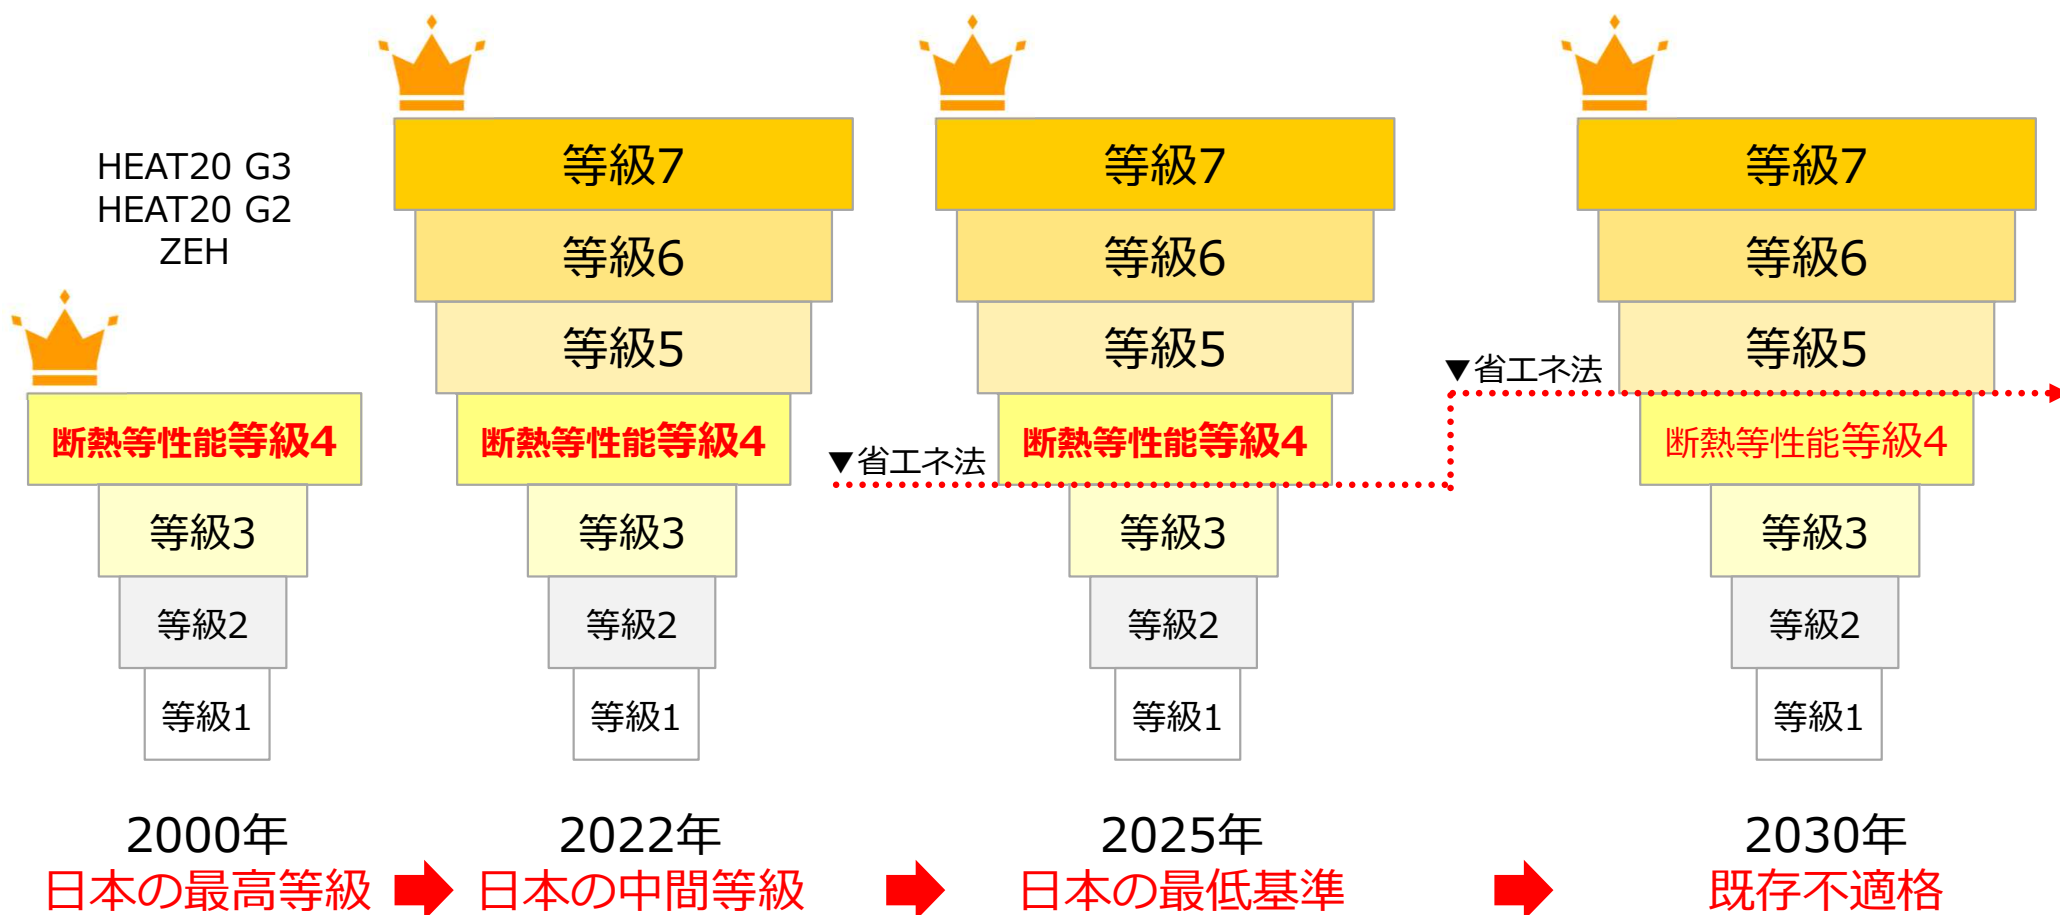 HEAT20 G3
HEAT20 G2
ZEH
断熱等性能等級4
等級3
等級2
等級1
2000年
日本の最高等級
等級7
等級6
等級5
断熱等性能等級4
等級3
等級2
等級1
2022年
日本の中間等級
▼省エネ法
等級7
等級6
等級5
断熱等性能等級4
等級3
等級2
等級1
2025年
日本の最低基準
▼省エネ法
等級7
等級6
等級5
断熱等性能等級4
等級3
等級2
等級1
2030年
既存不適格